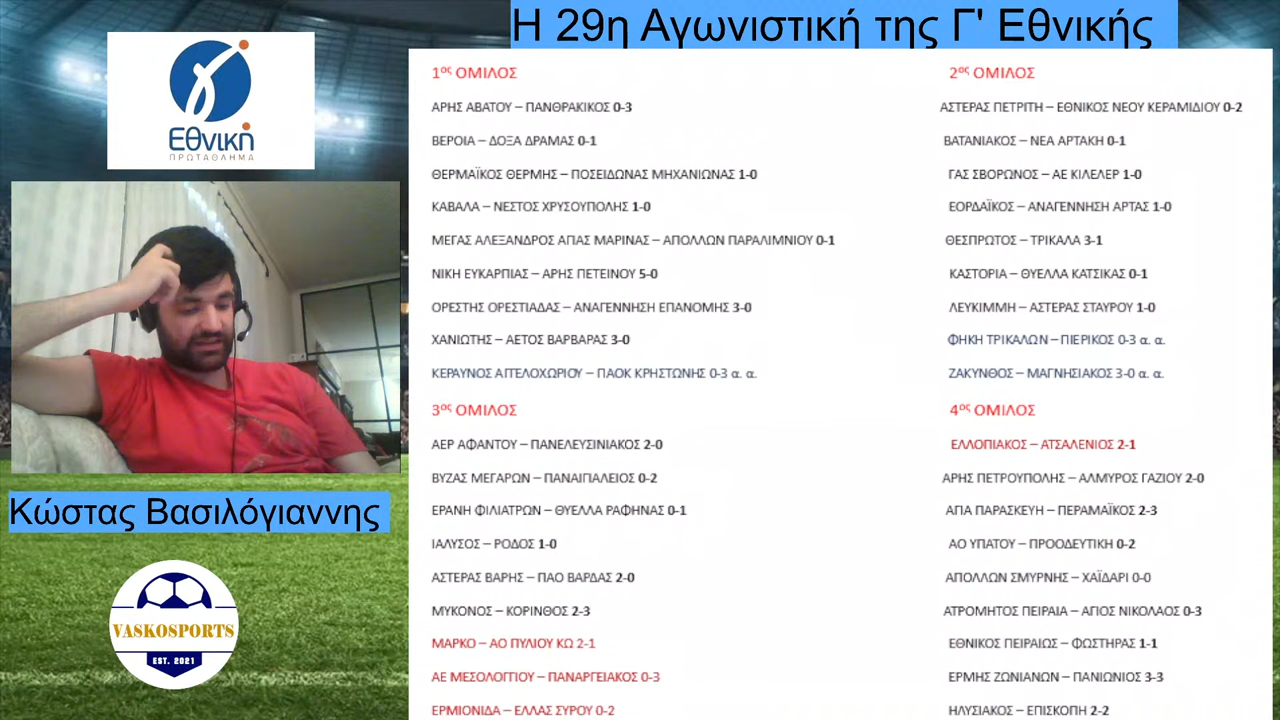 Η 29η Αγωνιστική της Γ' Εθνικής
Εθνική
ΠΡΩΤΑΘΛΗΜΑ
Κώστας Βασιλόγιαννης
VASKOSPORTS
EST. 2021
1ος ΟΜΙΛΟΣ
ΑΡΗΣ ΑΒΑΤΟΥ – ΠΑΝΘΡΑΚΙΚΟΣ 0-3
ΒΕΡΟΙΑ – ΔΟΞΑ ΔΡΑΜΑΣ 0-1
ΘΕΡΜΑΪΚΟΣ ΘΕΡΜΗΣ – ΠΟΣΕΙΔΩΝΑΣ ΜΗΧΑΝΙΩΝΑΣ 1-0
ΚΑΒΑΛΑ – ΝΕΣΤΟΣ ΧΡΥΣΟΥΠΟΛΗΣ 1-0
ΜΕΓΑΣ ΑΛΕΞΑΝΔΡΟΣ ΑΓΙΑΣ ΜΑΡΙΝΑΣ – ΑΠΟΛΛΩΝ ΠΑΡΑΛΙΜΝΙΟΥ 0-1
ΝΙΚΗ ΕΥΚΑΡΠΙΑΣ – ΑΡΗΣ ΠΕΤΕΙΝΟΥ 5-0
ΟΡΕΣΤΗΣ ΟΡΕΣΤΙΑΔΑΣ – ΑΝΑΓΕΝΝΗΣΗ ΕΠΑΝΟΜΗΣ 3-0
ΧΑΝΙΩΤΗΣ – ΑΕΤΟΣ ΒΑΡΒΑΡΑΣ 3-0
ΚΕΡΑΥΝΟΣ ΑΓΓΕΛΟΧΩΡΙΟΥ – ΠΑΟΚ ΚΡΗΣΤΩΝΗΣ 0-3 α. α.
2ος ΟΜΙΛΟΣ
ΑΣΤΕΡΑΣ ΠΕΤΡΙΤΗ – ΕΘΝΙΚΟΣ ΝΕΟΥ ΚΕΡΑΜΙΔΙΟΥ 0-2
ΒΑΤΑΝΙΑΚΟΣ – ΝΕΑ ΑΡΤΑΚΗ 0-1
ΓΑΣ ΣΒΟΡΩΝΟΣ – ΑΕ ΚΙΛΕΛΕΡ 1-0
ΕΟΡΔΑΪΚΟΣ – ΑΝΑΓΕΝΝΗΣΗ ΑΡΤΑΣ 1-0
ΘΕΣΠΡΩΤΟΣ – ΤΡΙΚΑΛΑ 3-1
ΚΑΣΤΟΡΙΑ – ΘΥΕΛΛΑ ΚΑΤΣΙΚΑΣ 0-1
ΛΕΥΚΙΜΜΗ – ΑΣΤΕΡΑΣ ΣΤΑΥΡΟΥ 1-0
ΦΗΚΗ ΤΡΙΚΑΛΩΝ – ΠΙΕΡΙΚΟΣ 0-3 α. α.
ΖΑΚΥΝΘΟΣ – ΜΑΓΝΗΣΙΑΚΟΣ 3-0 α. α.
3ος ΟΜΙΛΟΣ
ΑΕΡ ΑΦΑΝΤΟΥ – ΠΑΝΕΛΕΥΣΙΝΙΑΚΟΣ 2-0
ΒΥΖΑΣ ΜΕΓΑΡΩΝ – ΠΑΝΑΙΓΙΑΛΕΙΟΣ 0-2
ΕΡΑΝΗ ΦΙΛΙΑΤΡΩΝ – ΘΥΕΛΛΑ ΡΑΦΗΝΑΣ 0-1
ΙΑΛΥΣΟΣ – ΡΟΔΟΣ 1-0
ΑΣΤΕΡΑΣ ΒΑΡΗΣ – ΠΑΟ ΒΑΡΔΑΣ 2-0
ΜΥΚΟΝΟΣ – ΚΟΡΙΝΘΟΣ 2-3
ΜΑΡΚΟ – ΑΟ ΠΥΛΙΟΥ ΚΩ 2-1
ΑΕ ΜΕΣΟΛΟΓΓΙΟΥ – ΠΑΝΑΡΓΕΙΑΚΟΣ 0-3
ΕΡΜΙΟΝΙΔΑ – ΕΛΛΑΣ ΣΥΡΟΥ 0-2
4ος ΟΜΙΛΟΣ
ΕΛΛΟΠΙΑΚΟΣ – ΑΤΣΑΛΕΝΙΟΣ 2-1
ΑΡΗΣ ΠΕΤΡΟΥΠΟΛΗΣ – ΑΛΜΥΡΟΣ ΓΑΖΙΟΥ 2-0
ΑΓΙΑ ΠΑΡΑΣΚΕΥΗ – ΠΕΡΑΜΑΪΚΟΣ 2-3
ΑΟ ΥΠΑΤΟΥ – ΠΡΟΟΔΕΥΤΙΚΗ 0-2
ΑΠΟΛΛΩΝ ΣΜΥΡΝΗΣ – ΧΑΪΔΑΡΙ 0-0
ΑΤΡΟΜΗΤΟΣ ΠΕΙΡΑΙΑ – ΑΓΙΟΣ ΝΙΚΟΛΑΟΣ 0-3
ΕΘΝΙΚΟΣ ΠΕΙΡΑΙΩΣ – ΦΩΣΤΗΡΑΣ 1-1
ΕΡΜΗΣ ΖΩΝΙΑΝΩΝ – ΠΑΝΙΩΝΙΟΣ 3-3
ΗΛΥΣΙΑΚΟΣ – ΕΠΙΣΚΟΠΗ 2-2